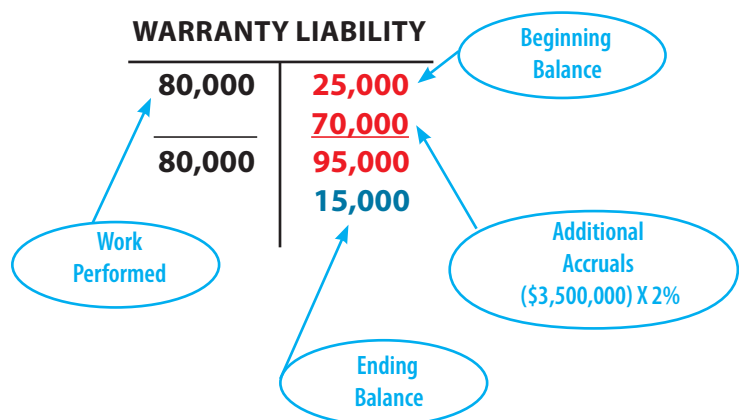 WARRANTY LIABILITY
Beginning
Balance
80,000 25,000
70,000
80,000 95,000
15,000
Work
Performed
Additional
Accruals
($3,500,000) X 2%
Ending
Balance